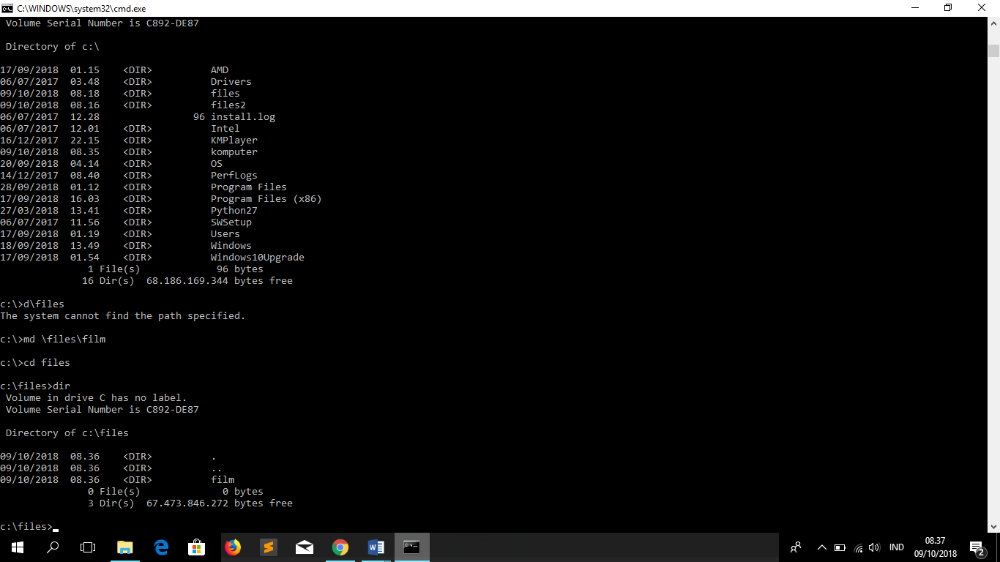 C:\WINDOWS\system32\cmd.exe
Volume Serial Number is C892-DE87
Directory of c:\
17/09/2018  01.15    <DIR>          AMD
06/07/2017  03.48    <DIR>          Drivers
09/10/2018  08.18    <DIR>          files
09/10/2018  08.16    <DIR>          files2
06/07/2017  12.28                96 install.log
06/07/2017  12.01    <DIR>          Intel
16/12/2017  22.15    <DIR>          KMPlayer
09/10/2018  08.35    <DIR>          komputer
20/09/2018  04.14    <DIR>          OS
14/12/2017  08.40    <DIR>          PerfLogs
28/09/2018  01.12    <DIR>          Program Files
17/09/2018  16.03    <DIR>          Program Files (x86)
27/03/2018  13.41    <DIR>          Python27
06/07/2017  11.56    <DIR>          SWSetup
17/09/2018  01.19    <DIR>          Users
18/09/2018  13.49    <DIR>          Windows
17/09/2018  01.54    <DIR>          Windows10Upgrade
1 File(s)             96 bytes
16 Dir(s)  68.186.169.344 bytes free
c:\>d\files
The system cannot find the path specified.
c:\>md \files\film
c:\>cd files
c:\files>dir
Volume in drive C has no label.
Volume Serial Number is C892-DE87
Directory of c:\files
09/10/2018  08.36    <DIR>          .
09/10/2018  08.36    <DIR>          ..
09/10/2018  08.36    <DIR>          film
0 File(s)              0 bytes
3 Dir(s)  67.473.846.272 bytes free
c:\files>
IND
08.37
09/10/2018
2